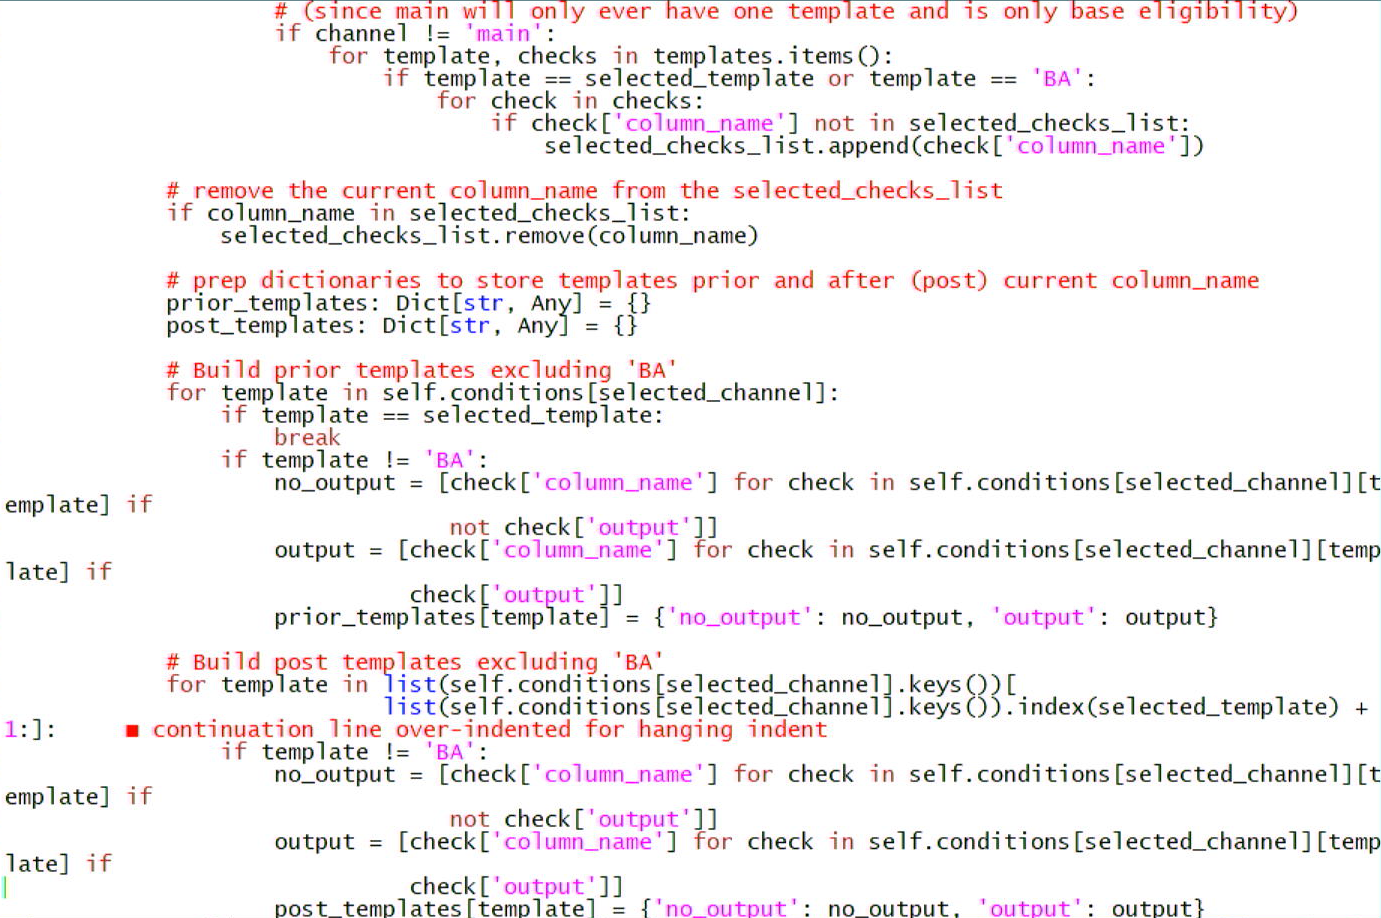 # (since main will only ever have one template and is only base eligibility)
if channel != 'main':
for template, checks in templates.items():
if template == selected_template or template == 'BA':
for check in checks:
if check['column_name'] not in selected_checks_list:
selected_checks_list.append(check['column_name'])
# remove the current column_name from the selected_checks_list
if column_name in selected_checks_list:
selected_checks_list.remove(column_name)
# prep dictionaries to store templates prior and after (post) current column_name
prior_templates: Dict[str, Any] = {}
post_templates: Dict[str, Any] = {}
# Build prior templates excluding 'BA'
for template in self.conditions[selected_channel]:
if template == selected_template:
break
if template != 'BA':
no_output = [check['column_name'] for check in self.conditions[selected_channel][t
emplate] if
not check['output']]
output = [check['column_name'] for check in self.conditions[selected_channel][temp
late] if
check['output']]
prior_templates[template] = {'no_output': no_output, 'output': output}
# Build post templates excluding 'BA'
for template in list(self.conditions[selected_channel].keys())[
list(self.conditions[selected_channel].keys()).index(selected_template) +
1:]: ■ continuation line over-indented for hanging indent
if template != 'BA':
no_output = [check['column_name'] for check in self.conditions[selected_channel][t
emplate] if
not check['output']]
output = [check['column_name'] for check in self.conditions[selected_channel][temp
late] if
check['output']]
post_templates[template] = {'no_output': no_output, 'output': output}